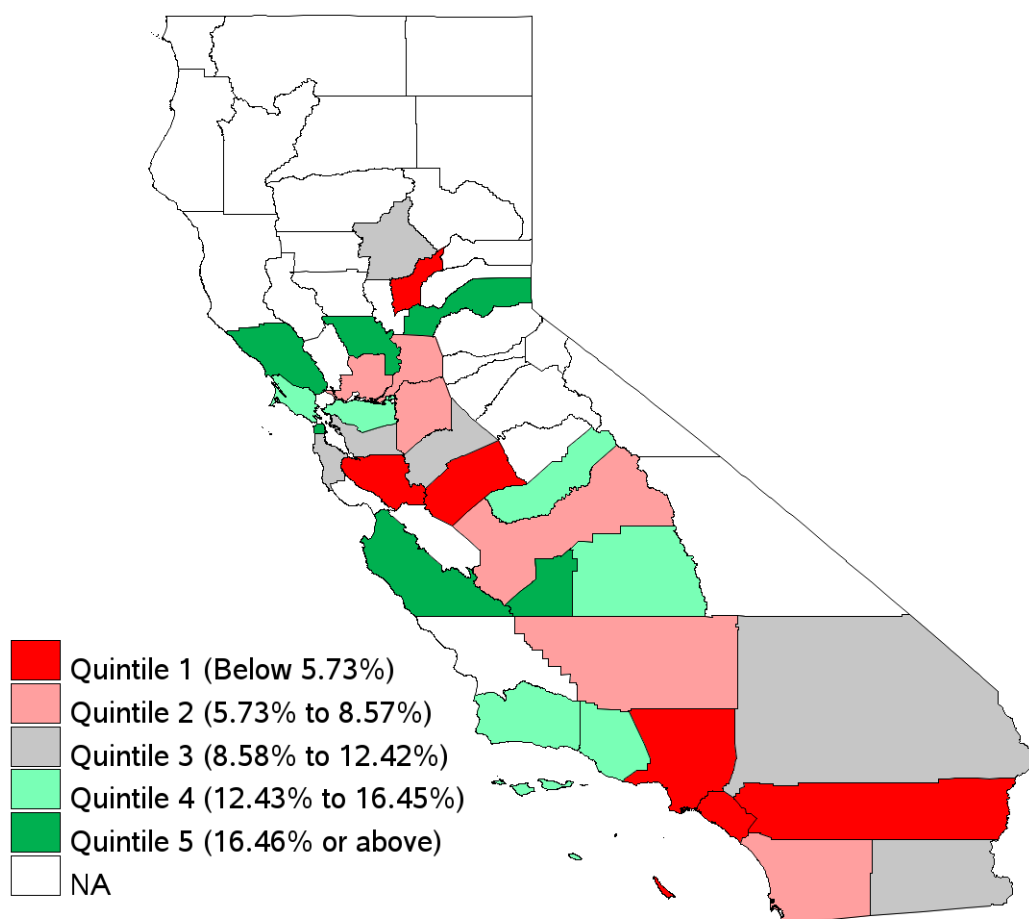 Quintile 1 (Below 5.73%)
Quintile 2 (5.73% to 8.57%)
Quintile 3 (8.58% to 12.42%)
Quintile 4 (12.43% to 16.45%)
Quintile 5 (16.46% or above)
NA